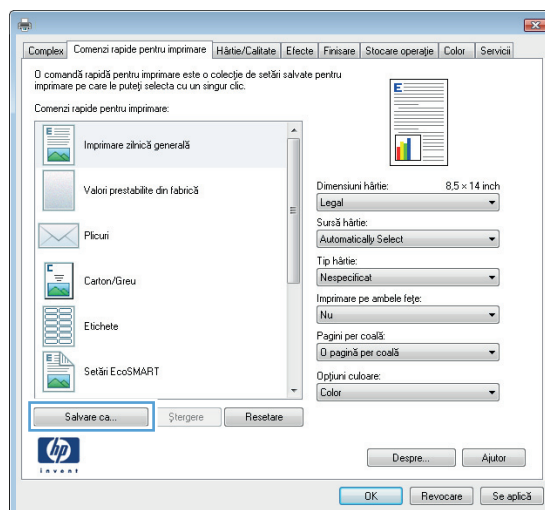 Complex Comenzi rapide pentru imprimare Hârtie/Calitate Efecte Finisare Stocare operaţie Color Servicii
O comandă rapidă pentru imprimare este o colecţie de setări salvate pentru
imprimare pe care le puteţi selecta cu un singur clic.
Comenzi rapide pentru imprimare:
E
Imprimare zilnică generală
Valori prestabilite din fabrică
Plicuri
C
Carton/Greu
Etichete
E
Setări EcoSMART
Salvare ca... Ştergere Resetare
E
Dimensiuni hârtie: 8,5 × 14 inch
Legal
Sursă hârtie:
Automatically Select
Tip hârtie:
Nespecificat
Imprimare pe ambele feţe:
Nu
Pagini per coală:
O pagină per coală
Opţiuni culoare:
Color
hp
invent
Despre... Ajutor
OK Revocare Se aplică